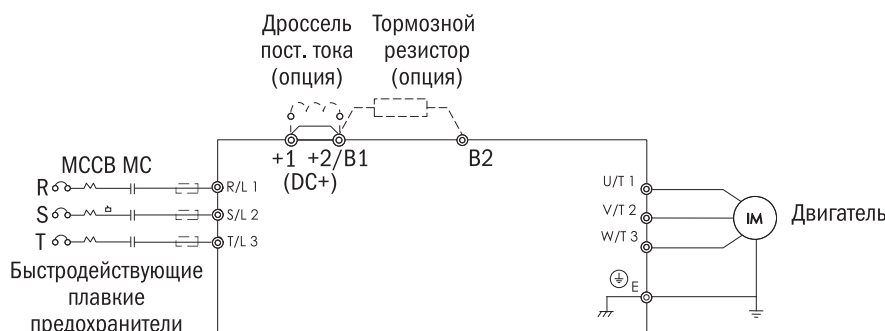 Дроссель
пост. тока
(опция)
Тормозной
резистор
(опция)
+1 +2/B1
(DC+)
B2
MCCB MC
R
R/L 1
S
S/L 2
T
T/L 3
Быстродействующие
плавкие
предохранители
U/T 1
V/T 2
W/T 3
IM
Двигатель
E